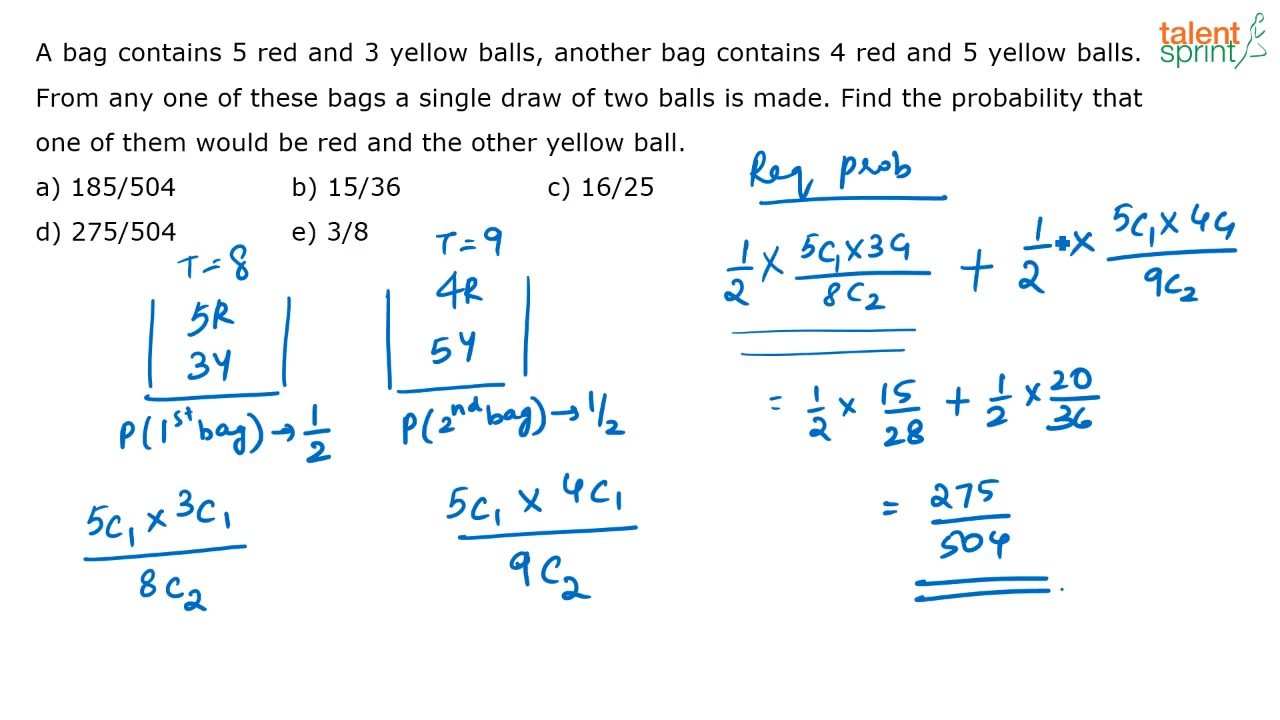 talent
sprint
A bag contains 5 red and 3 yellow balls, another bag contains 4 red and 5 yellow balls.
From any one of these bags a single draw of two balls is made. Find the probability that
one of them would be red and the other yellow ball.
a) 185/504 b) 15/36 c) 16/25
d) 275/504 e) 3/8
T=8
5R
3Y
P(1st bag)→1/2
5C1 × 3C1
8C2
T=9
4R
5Y
P(2nd bag)→1/2
5C1 × 4C1
9C2
Req prob
1/2 × (5C1 × 3C1)/8C2 + 1/2 × (5C1 × 4C1)/9C2
= 1/2 × 15/28 + 1/2 × 20/36
= 275/504